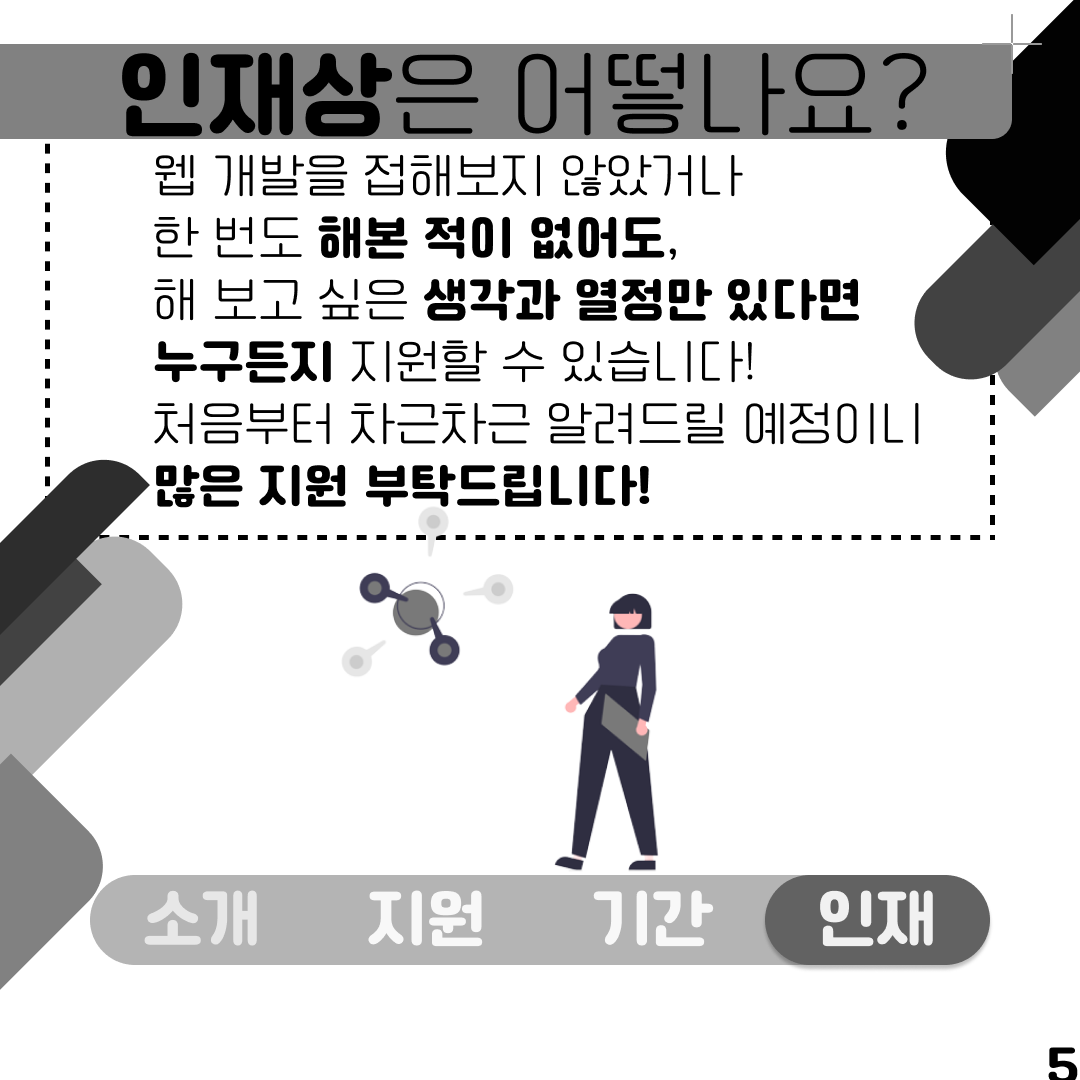 인재상은 어떻나요?
웹 개발을 접해보지 않았거나
한 번도 해본 적이 없어도,
해 보고 싶은 생각과 열정만 있다면
누구든지 지원할 수 있습니다!
처음부터 차근차근 알려드릴 예정이니
많은 지원 부탁드립니다!
소개 지원 기간 인재
5